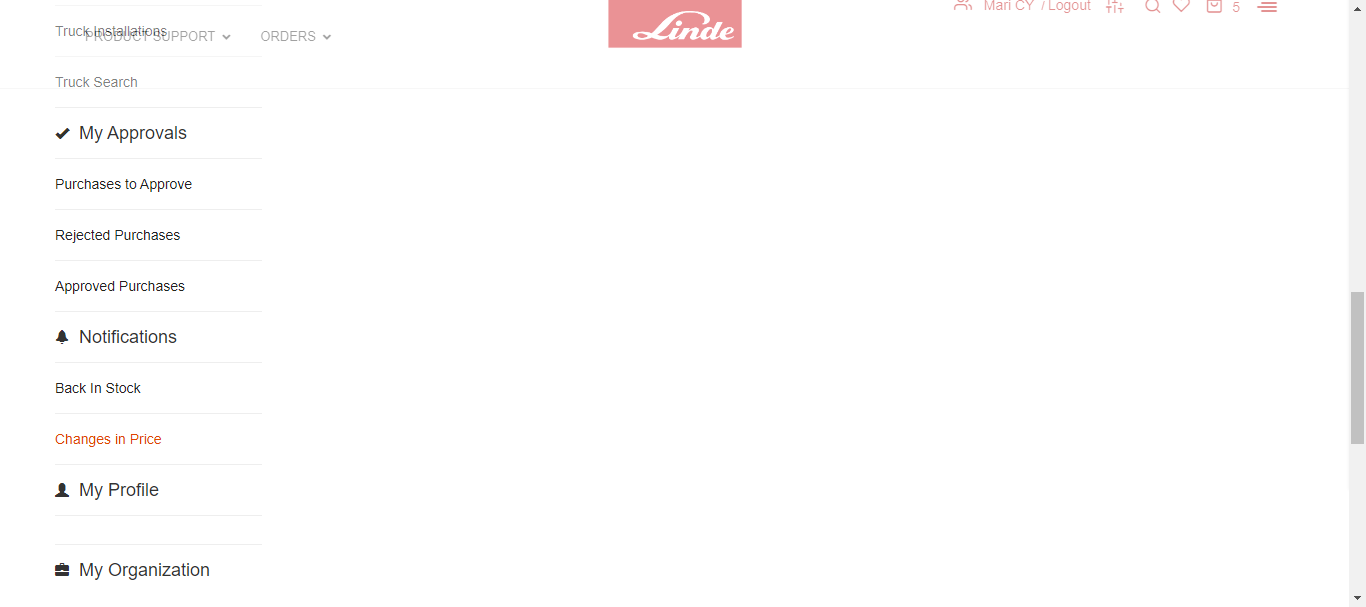 Mari CY / Logout
5
Truck Installations
PRODUCT SUPPORT
ORDERS
Linde
Truck Search
My Approvals
Purchases to Approve
Rejected Purchases
Approved Purchases
Notifications
Back In Stock
Changes in Price
My Profile
My Organization